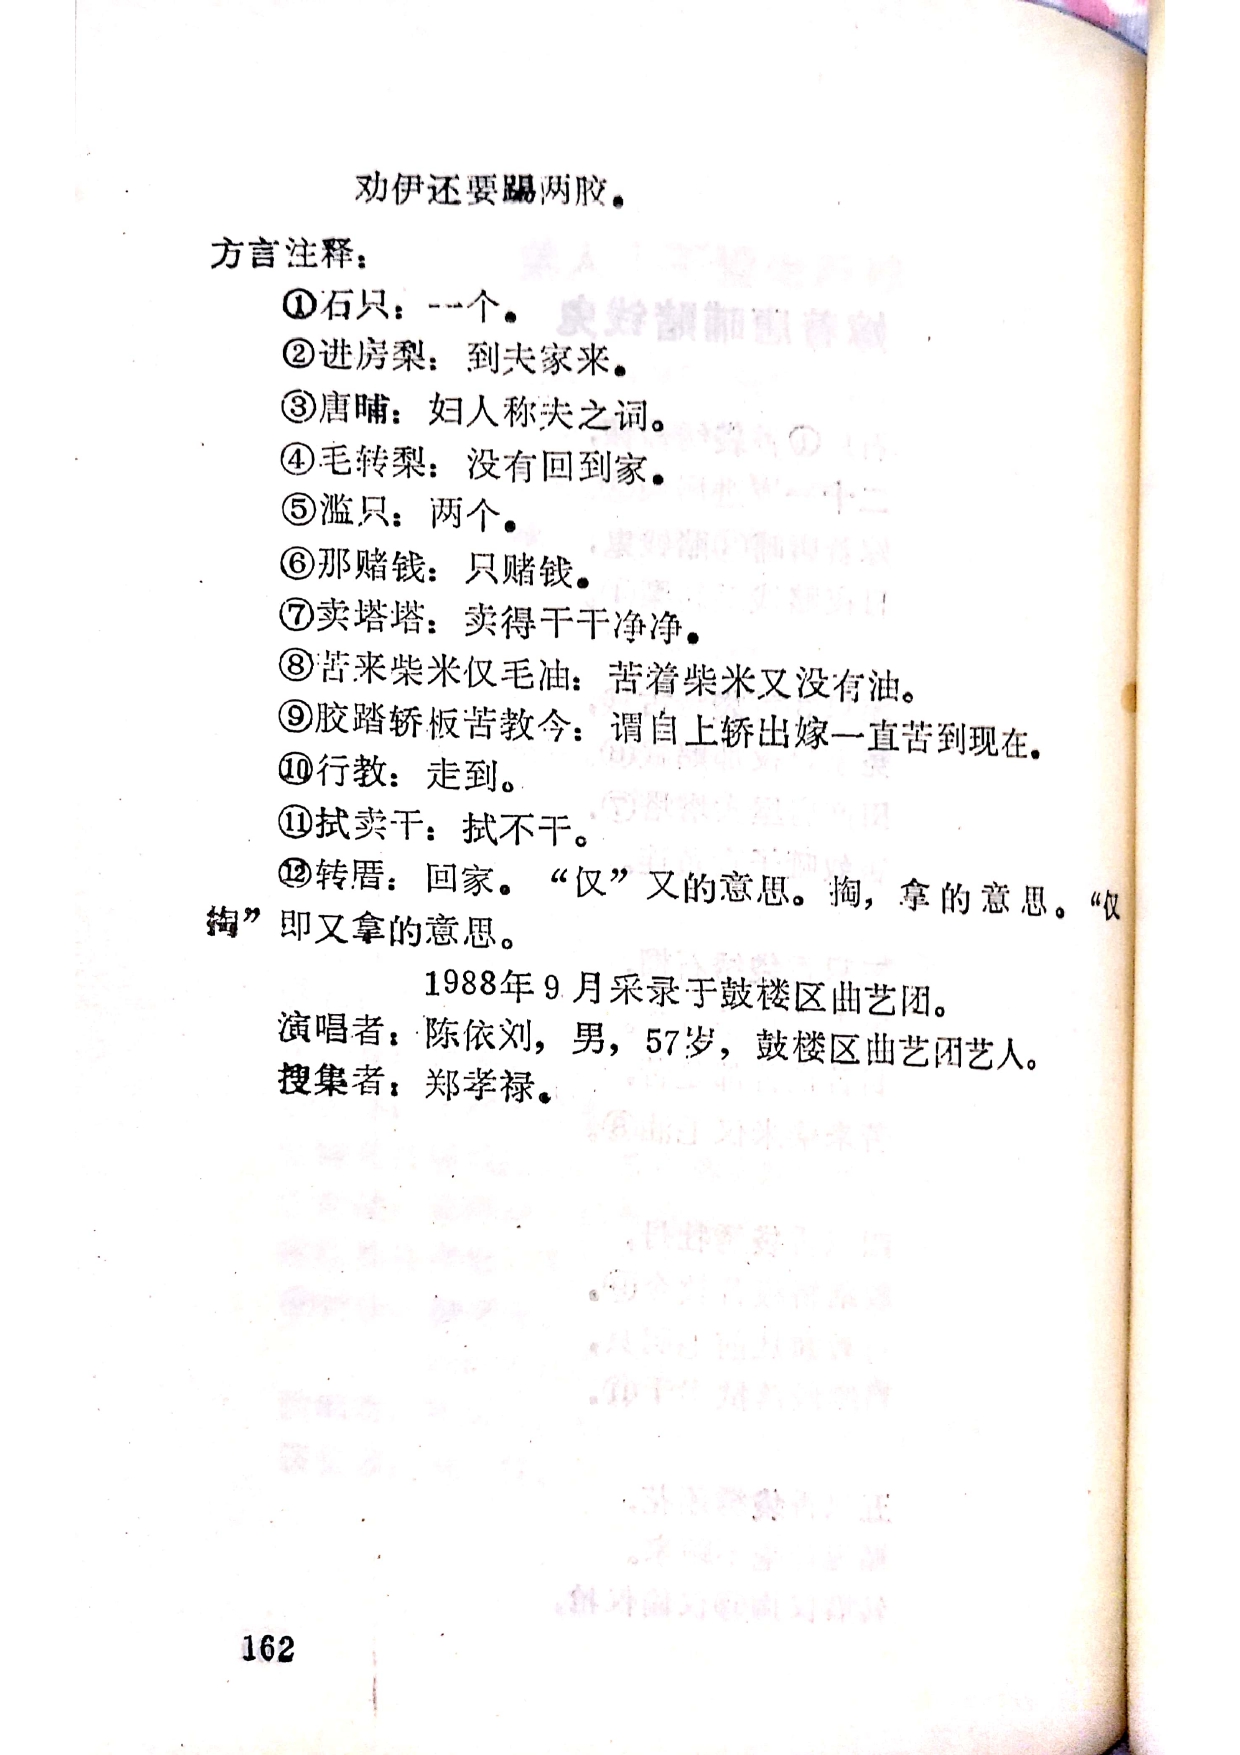 劝伊还要踢两胶。
方言注释：
①石只：一个。
②进房梨：到夫家来。
③唐晡：妇人称夫之词。
④毛转梨：没有回到家。
⑤滥只：两个。
⑥那赌钱：只赌钱。
⑦卖塔塔：卖得干干净净。
⑧苦来柴米仅毛油：苦着柴米又没有油。
⑨胶踏轿板苦教今：谓自上轿出嫁一直苦到现在。
⑩行教：走到。
⑪拭卖干：拭不干。
⑫转厝：回家。“仅”又的意思。掏，拿的意思。“仅
掏”即又拿的意思。
1988年9月采录于鼓楼区曲艺团。
演唱者：陈依刘，男，57岁，鼓楼区曲艺团艺人。
搜集者：郑孝禄。
162